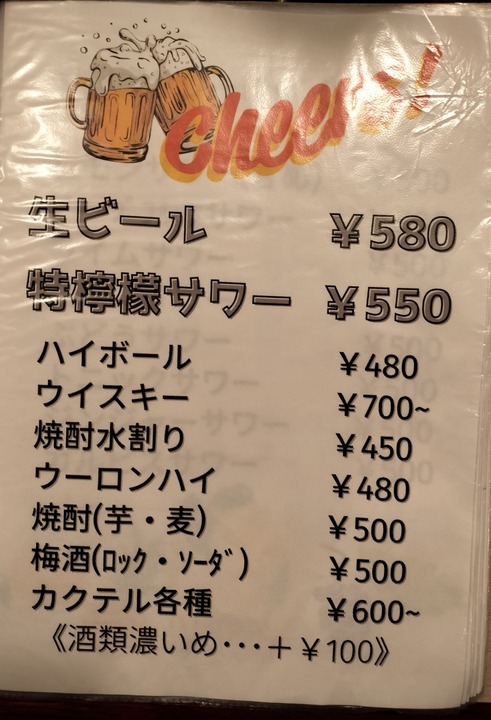 Cheers!
生ビール ¥580
特檸檬サワー ¥550
ハイボール ¥480
ウイスキー ¥700~
焼酎水割り ¥450
ウーロンハイ ¥480
焼酎(芋・麦) ¥500
梅酒(ﾛｯｸ・ｿｰﾀﾞ) ¥500
カクテル各種 ¥600~
《酒類濃いめ･･･＋¥100》